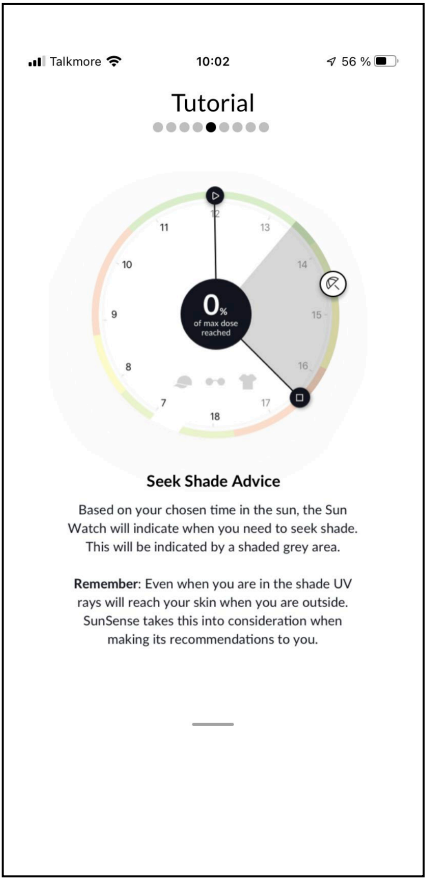 Talkmore 10:02 56 %
Tutorial
12
11 13
10 14
9 15
8 16
7 17
18
0%
of max dose
reached
Seek Shade Advice
Based on your chosen time in the sun, the Sun
Watch will indicate when you need to seek shade.
This will be indicated by a shaded grey area.
Remember: Even when you are in the shade UV
rays will reach your skin when you are outside.
SunSense takes this into consideration when
making its recommendations to you.